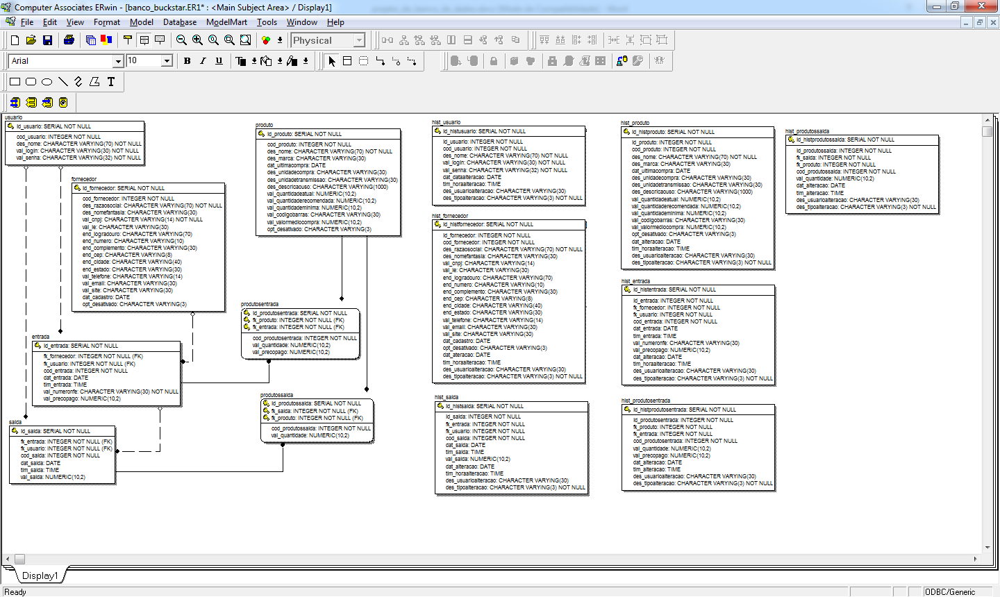 Computer Associates ERwin - [banco_buckstar.ER1* : <Main Subject Area> / Display1]
File Edit View Format Model Database ModelMart Tools Window Help
Physical
Arial 10 B I U
T
usuario
id_usuario: SERIAL NOT NULL
cod_usuario: INTEGER NOT NULL
des_nome: CHARACTER VARYING(70) NOT NULL
val_login: CHARACTER VARYING(30) NOT NULL
val_senha: CHARACTER VARYING(32) NOT NULL
fornecedor
id_fornecedor: SERIAL NOT NULL
cod_fornecedor: INTEGER NOT NULL
des_razaosocial: CHARACTER VARYING(70) NOT NULL
des_nomefantasia: CHARACTER VARYING(30)
val_cnpj: CHARACTER VARYING(14) NOT NULL
val_ie: CHARACTER VARYING(30)
end_logradouro: CHARACTER VARYING(70)
end_numero: CHARACTER VARYING(10)
end_complemento: CHARACTER VARYING(30)
end_cep: CHARACTER VARYING(8)
end_cidade: CHARACTER VARYING(40)
end_estado: CHARACTER VARYING(30)
val_telefone: CHARACTER VARYING(14)
val_email: CHARACTER VARYING(30)
val_site: CHARACTER VARYING(30)
dat_cadastro: DATE
opt_desativado: CHARACTER VARYING(3)
entrada
id_entrada: SERIAL NOT NULL
fk_fornecedor: INTEGER NOT NULL (FK)
fk_usuario: INTEGER NOT NULL (FK)
cod_entrada: INTEGER NOT NULL
dat_entrada: DATE
tim_entrada: TIME
val_numeronfe: CHARACTER VARYING(30) NOT NULL
val_precopago: NUMERIC(10,2)
saida
id_saida: SERIAL NOT NULL
fk_entrada: INTEGER NOT NULL (FK)
fk_usuario: INTEGER NOT NULL (FK)
cod_saida: INTEGER NOT NULL
dat_saida: DATE
tim_saida: TIME
val_saida: NUMERIC(10,2)
produto
id_produto: SERIAL NOT NULL
cod_produto: INTEGER NOT NULL
des_nome: CHARACTER VARYING(70) NOT NULL
des_marca: CHARACTER VARYING(30)
dat_ultimacompra: DATE
des_unidadecompra: CHARACTER VARYING(30)
des_unidadetransmissao: CHARACTER VARYING(30)
des_descricaouso: CHARACTER VARYING(1000)
val_quantidadeatual: NUMERIC(10,2)
val_quantidaderecomendada: NUMERIC(10,2)
val_quantidademinima: NUMERIC(10,2)
val_codigobarras: CHARACTER VARYING(30)
val_valormediocompra: NUMERIC(10,2)
opt_desativado: CHARACTER VARYING(3)
produtosentrada
id_produtosentrada: SERIAL NOT NULL
fk_produto: INTEGER NOT NULL (FK)
fk_entrada: INTEGER NOT NULL (FK)
cod_produtosentrada: INTEGER NOT NULL
val_quantidade: NUMERIC(10,2)
val_precopago: NUMERIC(10,2)
produtossaida
id_produtossaida: SERIAL NOT NULL
fk_saida: INTEGER NOT NULL (FK)
fk_produto: INTEGER NOT NULL (FK)
cod_produtossaida: INTEGER NOT NULL
val_quantidade: NUMERIC(10,2)
hist_usuario
id_histusuario: SERIAL NOT NULL
id_usuario: INTEGER NOT NULL
cod_usuario: INTEGER NOT NULL
des_nome: CHARACTER VARYING(70) NOT NULL
val_login: CHARACTER VARYING(30) NOT NULL
val_senha: CHARACTER VARYING(32) NOT NULL
dat_dataalteracao: DATE
tim_horaalteracao: TIME
des_usuarioalteracao: CHARACTER VARYING(30)
des_tipoalteracao: CHARACTER VARYING(3) NOT NULL
hist_fornecedor
id_histfornecedor: SERIAL NOT NULL
id_fornecedor: INTEGER NOT NULL
cod_fornecedor: INTEGER NOT NULL
des_razaosocial: CHARACTER VARYING(70) NOT NULL
des_nomefantasia: CHARACTER VARYING(30)
val_cnpj: CHARACTER VARYING(14)
val_ie: CHARACTER VARYING(30)
end_logradouro: CHARACTER VARYING(70)
end_numero: CHARACTER VARYING(10)
end_complemento: CHARACTER VARYING(30)
end_cep: CHARACTER VARYING(8)
end_cidade: CHARACTER VARYING(40)
end_estado: CHARACTER VARYING(30)
val_telefone: CHARACTER VARYING(14)
val_email: CHARACTER VARYING(30)
val_site: CHARACTER VARYING(30)
dat_cadastro: DATE
opt_desativado: CHARACTER VARYING(3)
dat_ateracao: DATE
tim_horaalteracao: TIME
des_usuarioalteracao: CHARACTER VARYING(30)
des_tipoalteracao: CHARACTER VARYING(3) NOT NULL
hist_saida
id_histsaida: SERIAL NOT NULL
id_saida: INTEGER NOT NULL
fk_entrada: INTEGER NOT NULL
fk_usuario: INTEGER NOT NULL
cod_saida: INTEGER NOT NULL
dat_saida: DATE
tim_saida: TIME
val_saida: NUMERIC(10,2)
dat_alteracao: DATE
tim_horaalteracao: TIME
des_usuarioalteracao: CHARACTER VARYING(30)
des_tipoalteracao: CHARACTER VARYING(3) NOT NULL
hist_produto
id_histproduto: SERIAL NOT NULL
id_produto: INTEGER NOT NULL
cod_produto: INTEGER NOT NULL
des_nome: CHARACTER VARYING(70) NOT NULL
des_marca: CHARACTER VARYING(30)
dat_ultimacompra: DATE
des_unidadecompra: CHARACTER VARYING(30)
des_unidadetransmissao: CHARACTER VARYING(30)
des_descricaouso: CHARACTER VARYING(1000)
val_quantidadeatual: NUMERIC(10,2)
val_quantidaderecomendada: NUMERIC(10,2)
val_quantidademinima: NUMERIC(10,2)
val_codigobarras: CHARACTER VARYING(30)
val_valormediocompra: NUMERIC(10,2)
opt_desativado: CHARACTER VARYING(3)
dat_alteracao: DATE
tim_horaalteracao: TIME
des_usuarioalteracao: CHARACTER VARYING(30)
des_tipoalteracao: CHARACTER VARYING(3) NOT NULL
hist_entrada
id_histentrada: SERIAL NOT NULL
id_entrada: INTEGER NOT NULL
fk_fornecedor: INTEGER NOT NULL
fk_usuario: INTEGER NOT NULL
cod_entrada: INTEGER NOT NULL
dat_entrada: DATE
tim_entrada: TIME
val_numeronfe: CHARACTER VARYING(30)
val_precopago: NUMERIC(10,2)
dat_alteracao: DATE
tim_horaalteracao: TIME
des_usuarioalteracao: CHARACTER VARYING(30)
des_tipoalteracao: CHARACTER VARYING(3) NOT NULL
hist_produtosentrada
id_histprodutosentrada: SERIAL NOT NULL
id_produtosentrada: INTEGER NOT NULL
fk_produto: INTEGER NOT NULL
fk_entrada: INTEGER NOT NULL
cod_produtosentrada: INTEGER NOT NULL
val_quantidade: NUMERIC(10,2)
val_precopago: NUMERIC(10,2)
dat_alteracao: DATE
tim_alteracao: TIME
des_usuarioalteracao: CHARACTER VARYING(30)
des_tipoalteracao: CHARACTER VARYING(3) NOT NULL
hist_produtossaida
id_histprodutossaida: SERIAL NOT NULL
id_produtossaida: INTEGER NOT NULL
fk_saida: INTEGER NOT NULL
fk_produto: INTEGER NOT NULL
cod_produtossaida: INTEGER NOT NULL
val_quantidade: NUMERIC(10,2)
dat_alteracao: DATE
tim_alteracao: TIME
des_usuarioalteracao: CHARACTER VARYING(30)
des_tipoalteracao: CHARACTER VARYING(3) NOT NULL
Display1
Ready
ODBC/Generic